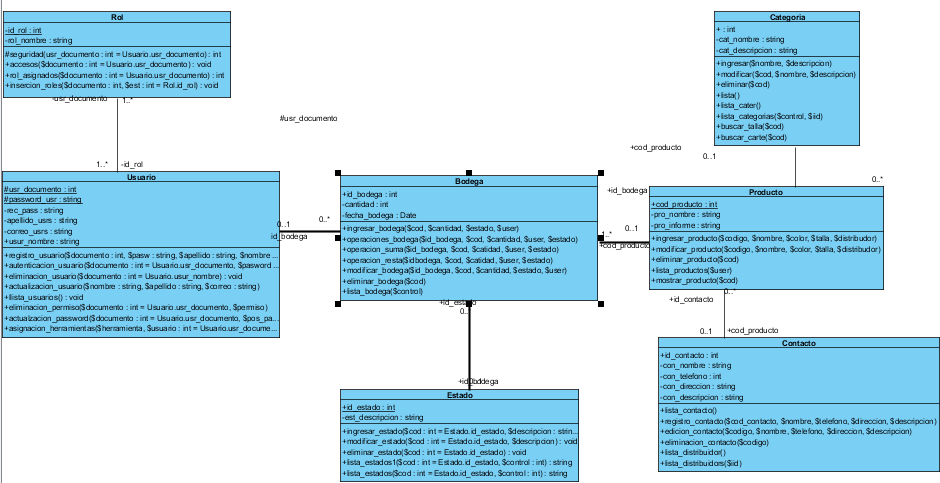 Rol
-id_rol : int
-rol_nombre : string
#seguridad(usr_documento : int = Usuario.usr_documento) : int
+accesos($documento : int = Usuario.usr_documento) : void
+rol_asignados($documento : int = Usuario.usr_documento) : int
+insercion_roles($documento : int, $est : int = Rol.id_rol) : void
-usr_documento
1..*
1..*
-id_rol
Usuario
#usr_documento : int
#password_usr : string
-rec_pass : string
-apellido_usrs : string
-correo_usrs : string
+usur_nombre : string
+registro_usuario($documento : int, $pasw : string, $apellido : string, $nombre ...
+autenticacion_usuario($documento : int = Usuario.usr_documento, $pasword ...
+eliminacion_usuario($documento : int = Usuario.usur_nombre) : void
+actualizacion_usuario($nombre : string, $apellido : string, $correo : string)
+lista_usuarios() : void
+eliminacion_permiso($documento : int = Usuario.usr_documento, $permiso)
+actualzacion_password($documento : int = Usuario.usr_documento, $pos_pa...
+asignacion_herramientas($herramienta, $usuario : int = Usuario.usr_docume...
#usr_documento
0..1
0..*
id_bodega
Bodega
+id_bodega : int
-cantidad : int
-fecha_bodega : Date
+ingresar_bodega($cod, $cantidad, $estado, $user)
+operaciones_bodega($id_bodega, $cod, $cantidad, $user, $estado)
+operacion_suma($id_bodega, $cod, $catidad, $user, $estado)
+operacion_resta($idbodega, $cod, $catidad, $user, $estado)
+modificar_bodega($id_bodega, $cod, $cantidad, $estado, $user)
+eliminar_bodega($cod)
+lista_bodega($control)
+id_estado
0..
+id_bodega
Estado
+id_estado : int
-est_descripcion : string
+ingresar_estado($cod : int = Estado.id_estado, $descripcion : strin...
+modificar_estado($cod : int = Estado.id_estado, $descripcion) : void
+eliminar_estado($cod : int = Estado.id_estado) : void
+lista_estados1($cod : int = Estado.id_estado, $control : int) : string
+lista_estados($cod : int = Estado.id_estado, $control : int) : string
Categoria
+ : int
-cat_nombre : string
-cat_descripcion : string
+ingresar($nombre, $descripcion)
+modificar($cod, $nombre, $descripcion)
+eliminar($cod)
+lista()
+lista_cater()
+lista_categorias($control, $iid)
+buscar_talla($cod)
+buscar_carte($cod)
+cod_producto
0..1
0..*
+id_bodega
0..1
1..*
+cod_producto
Producto
+cod_producto : int
-pro_nombre : string
-pro_informe : string
+ingresar_producto($codigo, $nombre, $color, $talla, $distribudor)
+modificar_producto($codigo, $nombre, $color, $talla, $distribudor)
+eliminar_producto($cod)
+lista_productos($user)
+mostrar_producto($cod)
0..*
+id_contacto
0..1
+cod_producto
Contacto
+id_contacto : int
-con_nombre : string
-con_telefono : int
-con_direccion : string
-con_descripcion : string
+lista_contacto()
+registro_contacto($cod_contacto, $nombre, $telefono, $direccion, $descripcion)
+edicion_contacto($codigo, $nombre, $telefono, $direccion, $descripcion)
+eliminacion_contacto($codigo)
+lista_distribuidor()
+lista_distribuidors($iid)